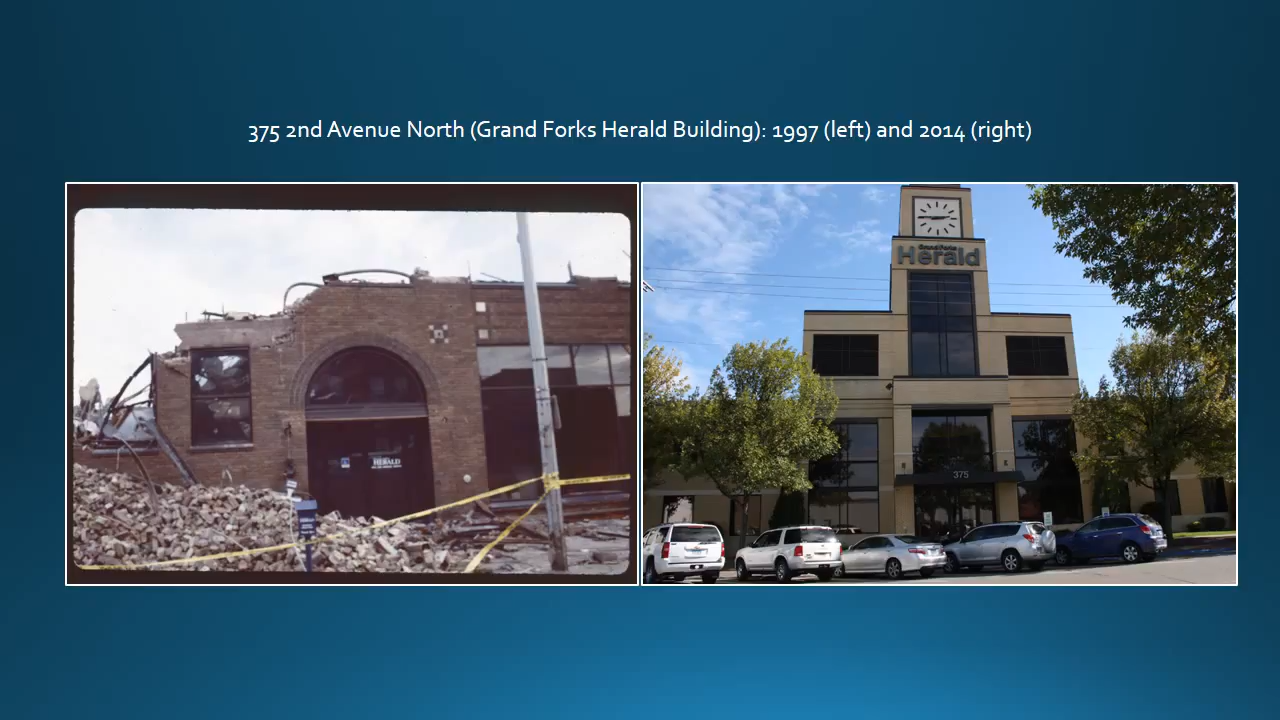 375 2nd Avenue North (Grand Forks Herald Building): 1997 (left) and 2014 (right)
HERALD
Grand Forks
Herald
375